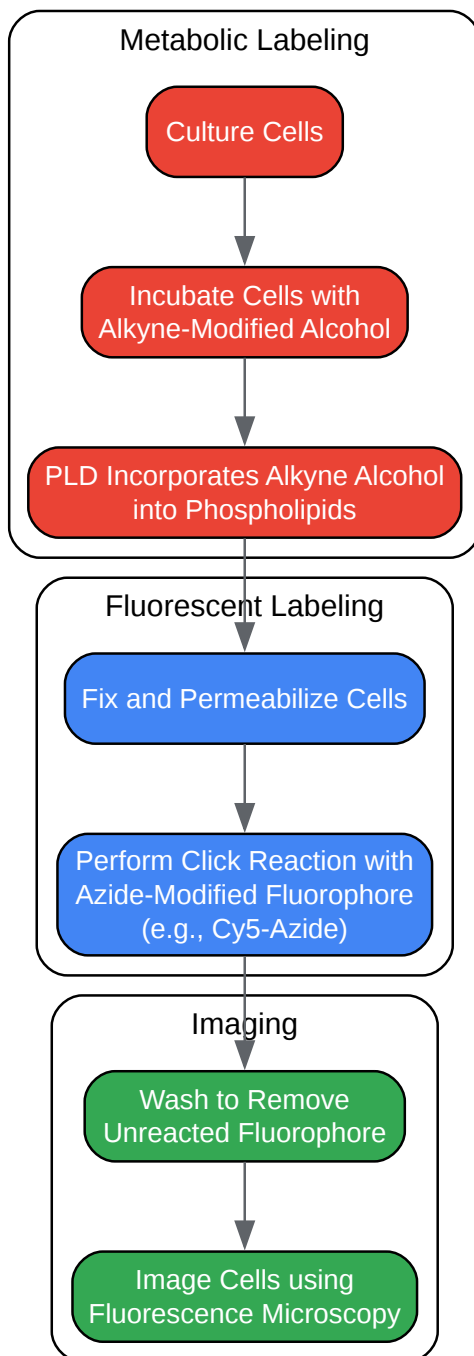 Metabolic Labeling
Culture Cells
Incubate Cells with
Alkyne-Modified Alcohol
PLD Incorporates Alkyne Alcohol
into Phospholipids
Fluorescent Labeling
Fix and Permeabilize Cells
Perform Click Reaction with
Azide-Modified Fluorophore
(e.g., Cy5-Azide)
Imaging
Wash to Remove
Unreacted Fluorophore
Image Cells using
Fluorescence Microscopy